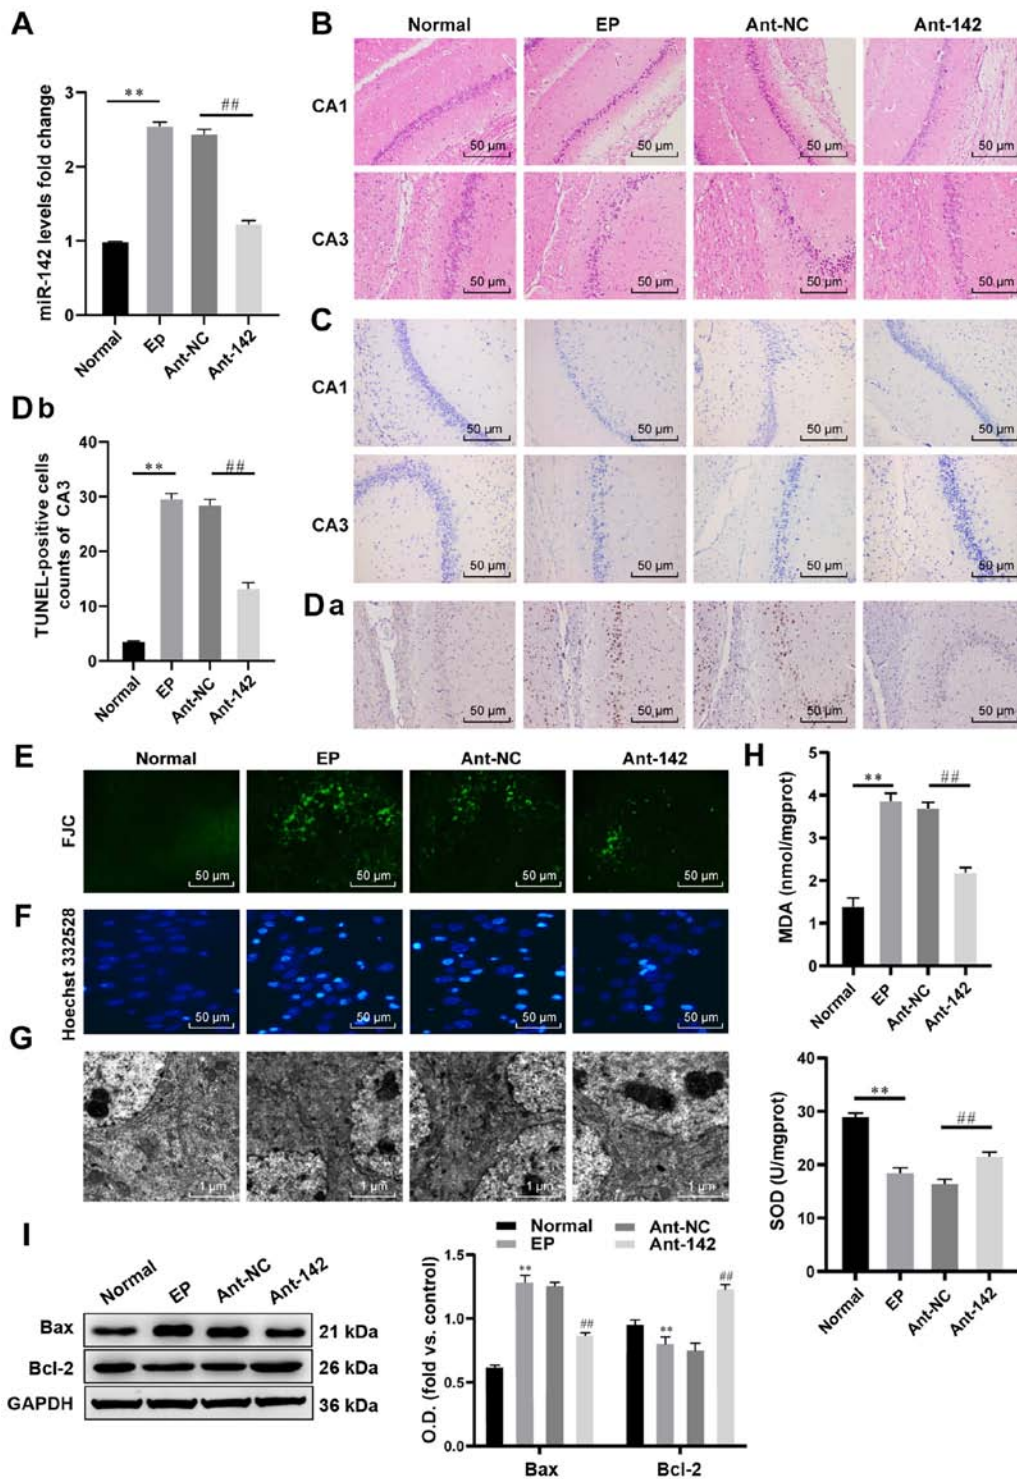 A
miR-142 levels fold change
3
2
1
0
**
##
Normal
Ep
Ant-NC
Ant-142
B
Normal
EP
Ant-NC
Ant-142
CA1
50 µm
50 µm
50 µm
50 µm
CA3
50 µm
50 µm
50 µm
50 µm
C
CA1
50 µm
50 µm
50 µm
50 µm
CA3
50 µm
50 µm
50 µm
50 µm
D b
TUNEL-positive cells
counts of CA3
40
30
20
10
0
**
##
Normal
EP
Ant-NC
Ant-142
D a
50 µm
50 µm
50 µm
50 µm
E
Normal
EP
Ant-NC
Ant-142
FJC
50 µm
50 µm
50 µm
50 µm
F
Hoechst 332528
50 µm
50 µm
50 µm
50 µm
G
1 µm
1 µm
1 µm
1 µm
H
MDA (nmol/mgprot)
5
4
3
2
1
0
**
##
Normal
EP
Ant-NC
Ant-142
SOD (U/mgprot)
40
30
20
10
0
**
##
Normal
EP
Ant-NC
Ant-142
I
Normal
EP
Ant-NC
Ant-142
Bax
21 kDa
Bcl-2
26 kDa
GAPDH
36 kDa
Normal
Ant-NC
EP
Ant-142
O.D. (fold vs. control)
1.5
1.0
0.5
0.0
**
##
**
##
Bax
Bcl-2